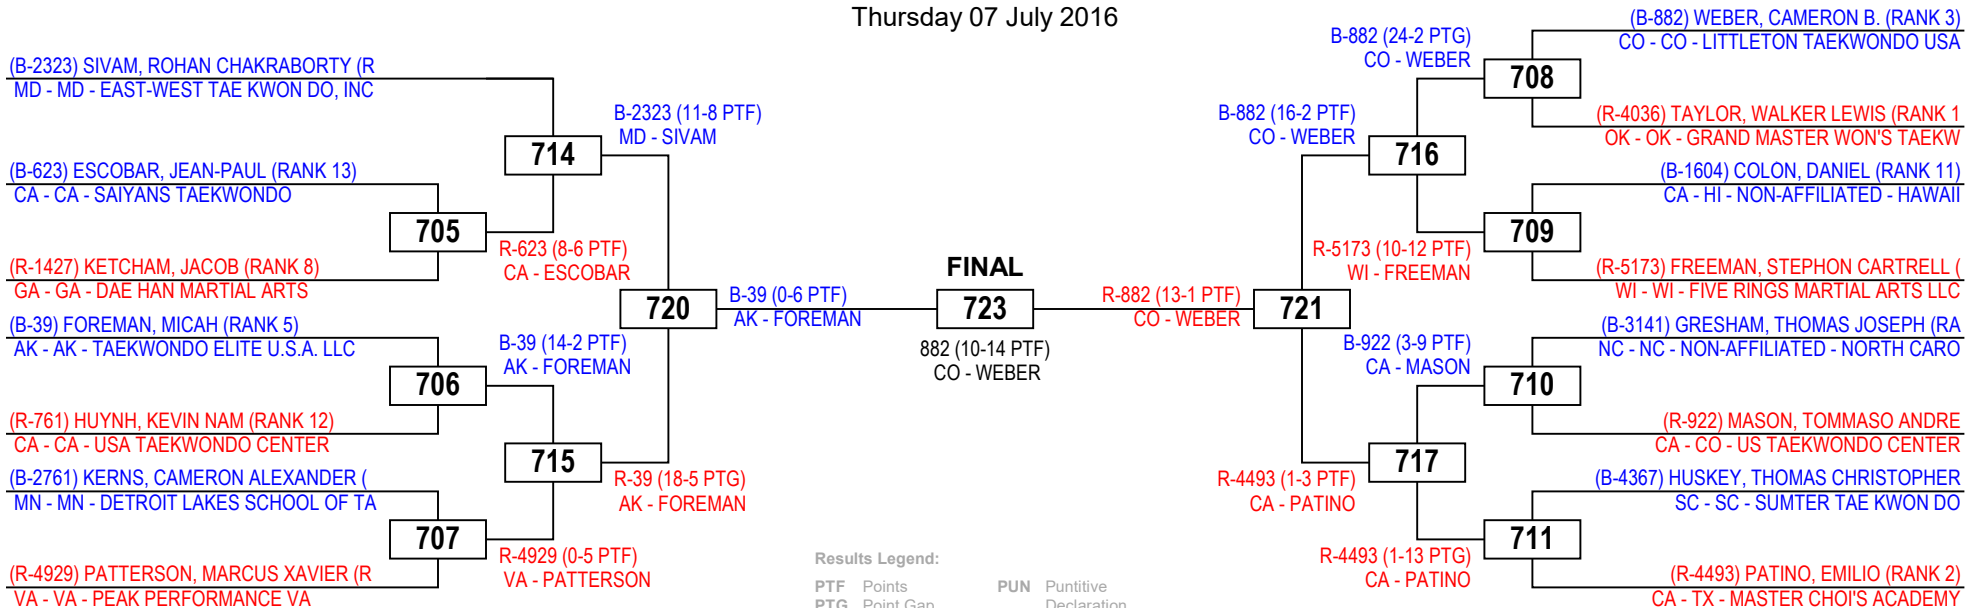 Thursday 07 July 2016
(B-2323) SIVAM, ROHAN CHAKRABORTY (R
MD - MD - EAST-WEST TAE KWON DO, INC
(B-623) ESCOBAR, JEAN-PAUL (RANK 13)
CA - CA - SAIYANS TAEKWONDO
(R-1427) KETCHAM, JACOB (RANK 8)
GA - GA - DAE HAN MARTIAL ARTS
(B-39) FOREMAN, MICAH (RANK 5)
AK - AK - TAEKWONDO ELITE U.S.A. LLC
(R-761) HUYNH, KEVIN NAM (RANK 12)
CA - CA - USA TAEKWONDO CENTER
(B-2761) KERNS, CAMERON ALEXANDER (
MN - MN - DETROIT LAKES SCHOOL OF TA
(R-4929) PATTERSON, MARCUS XAVIER (R
VA - VA - PEAK PERFORMANCE VA
705
706
707
R-623 (8-6 PTF)
CA - ESCOBAR
B-39 (14-2 PTF)
AK - FOREMAN
R-4929 (0-5 PTF)
VA - PATTERSON
714
715
B-2323 (11-8 PTF)
MD - SIVAM
R-39 (18-5 PTG)
AK - FOREMAN
720
B-39 (0-6 PTF)
AK - FOREMAN
FINAL
723
882 (10-14 PTF)
CO - WEBER
R-882 (13-1 PTF)
CO - WEBER
721
B-882 (16-2 PTF)
CO - WEBER
R-4493 (1-3 PTF)
CA - PATINO
716
717
B-882 (24-2 PTG)
CO - WEBER
R-5173 (10-12 PTF)
WI - FREEMAN
B-922 (3-9 PTF)
CA - MASON
R-4493 (1-13 PTG)
CA - PATINO
708
709
710
711
(B-882) WEBER, CAMERON B. (RANK 3)
CO - CO - LITTLETON TAEKWONDO USA
(R-4036) TAYLOR, WALKER LEWIS (RANK 1
OK - OK - GRAND MASTER WON'S TAEKW
(B-1604) COLON, DANIEL (RANK 11)
CA - HI - NON-AFFILIATED - HAWAII
(R-5173) FREEMAN, STEPHON CARTRELL (
WI - WI - FIVE RINGS MARTIAL ARTS LLC
(B-3141) GRESHAM, THOMAS JOSEPH (RA
NC - NC - NON-AFFILIATED - NORTH CARO
(R-922) MASON, TOMMASO ANDRE
CA - CO - US TAEKWONDO CENTER
(B-4367) HUSKEY, THOMAS CHRISTOPHER
SC - SC - SUMTER TAE KWON DO
(R-4493) PATINO, EMILIO (RANK 2)
CA - TX - MASTER CHOI'S ACADEMY
Results Legend:
PTF Points PUN Puntitive
PTG Point Gap Declaration